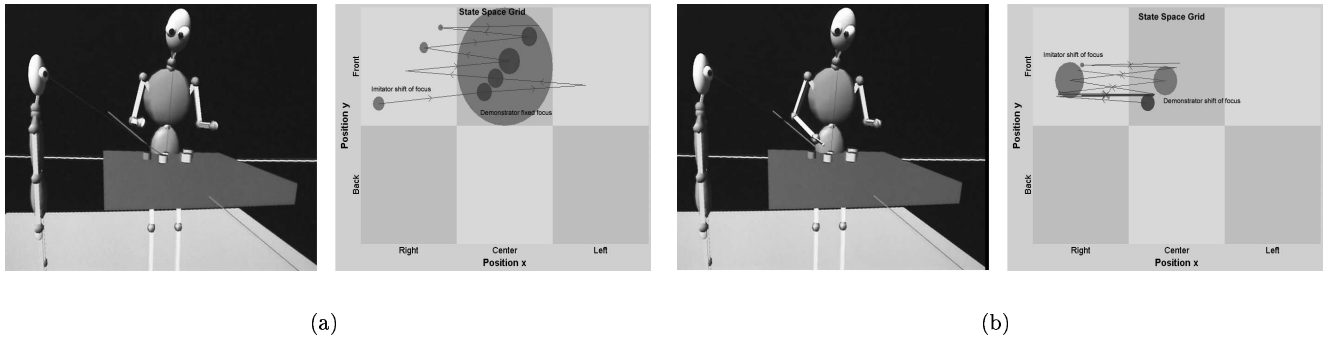 State Space Grid
Position y
Front
Back
Imitator shift of focus
Demonstrator fixed focus
Right
Center
Left
Position x
State Space Grid
Position y
Front
Back
Imitator shift of focus
Demonstrator shift of focus
Right
Center
Left
Position x
(a)
(b)